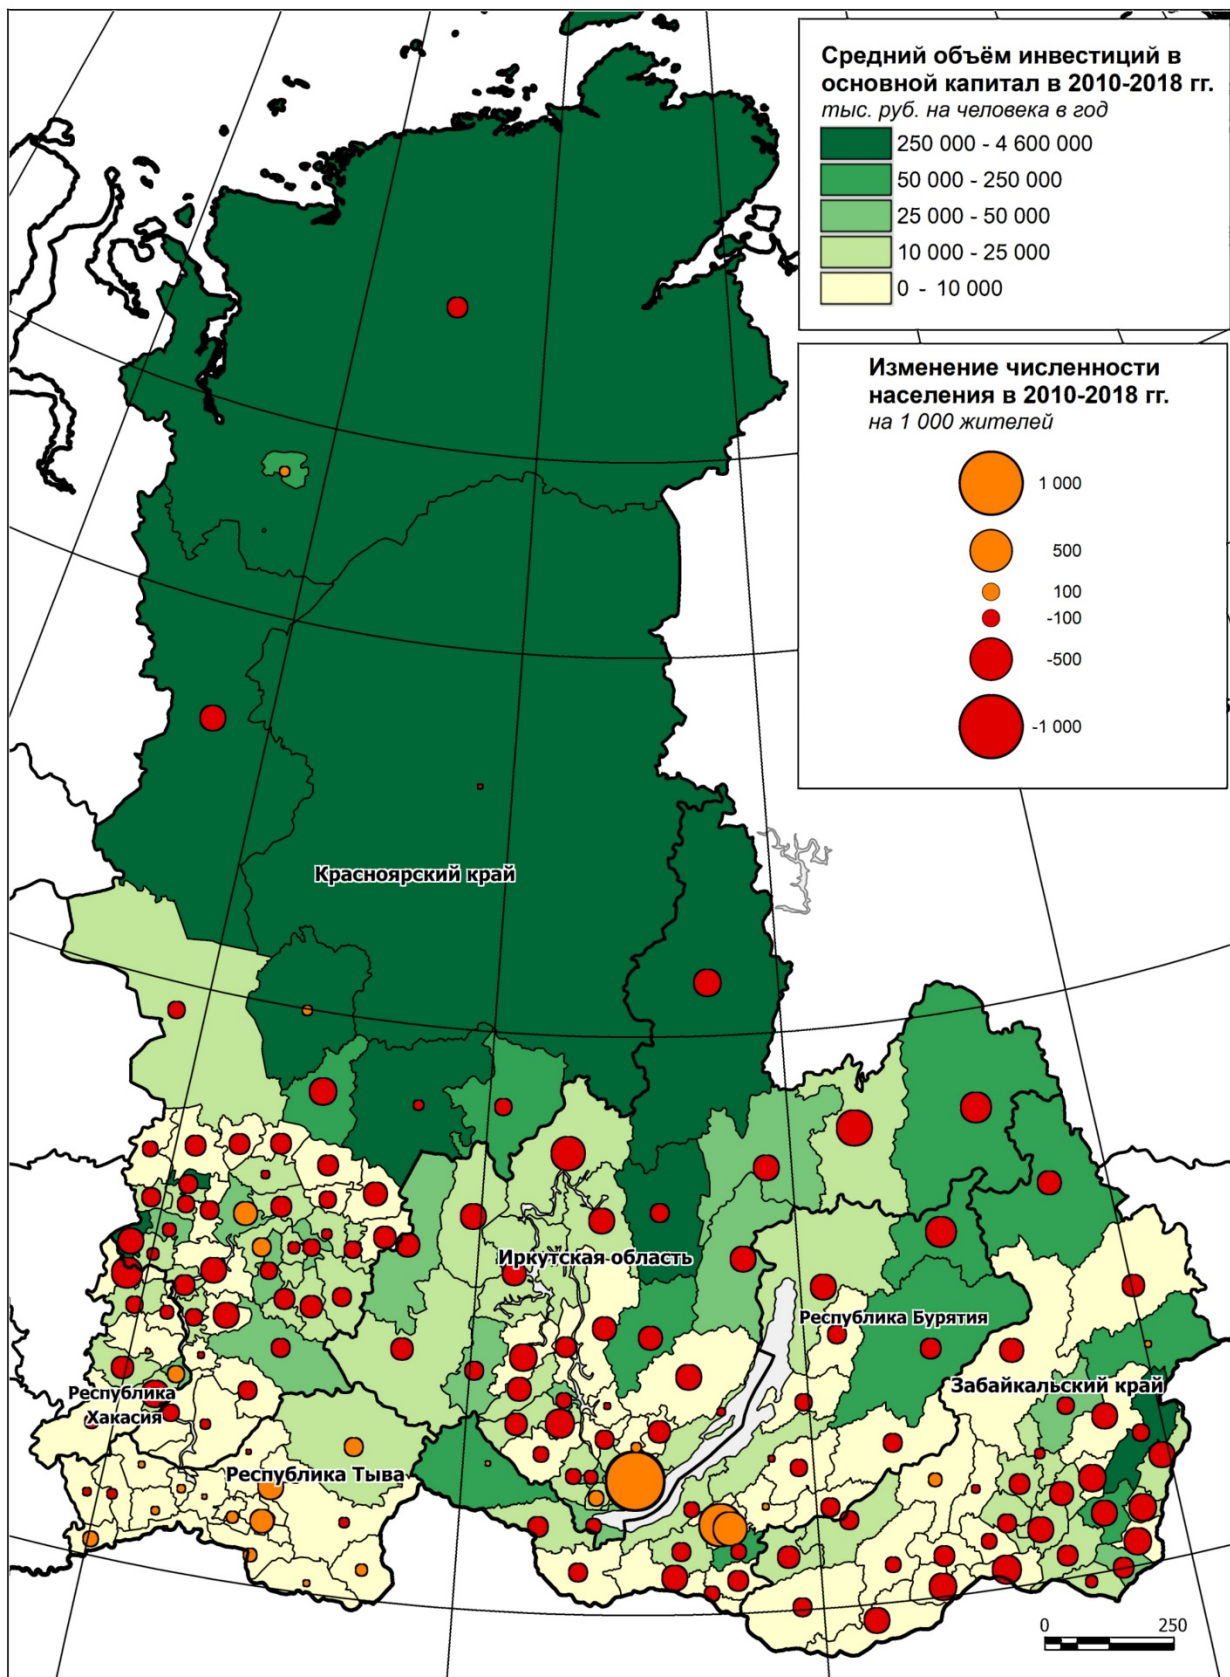 Средний объём инвестиций в
основной капитал в 2010-2018 гг.
тыс. руб. на человека в год
250 000 - 4 600 000
50 000 - 250 000
25 000 - 50 000
10 000 - 25 000
0 - 10 000
Изменение численности
населения в 2010-2018 гг.
на 1 000 жителей
1 000
500
100
-100
-500
-1 000
Красноярский край
Иркутская область
Республика Бурятия
Забайкальский край
Республика
Хакасия
Республика Тыва
0 250